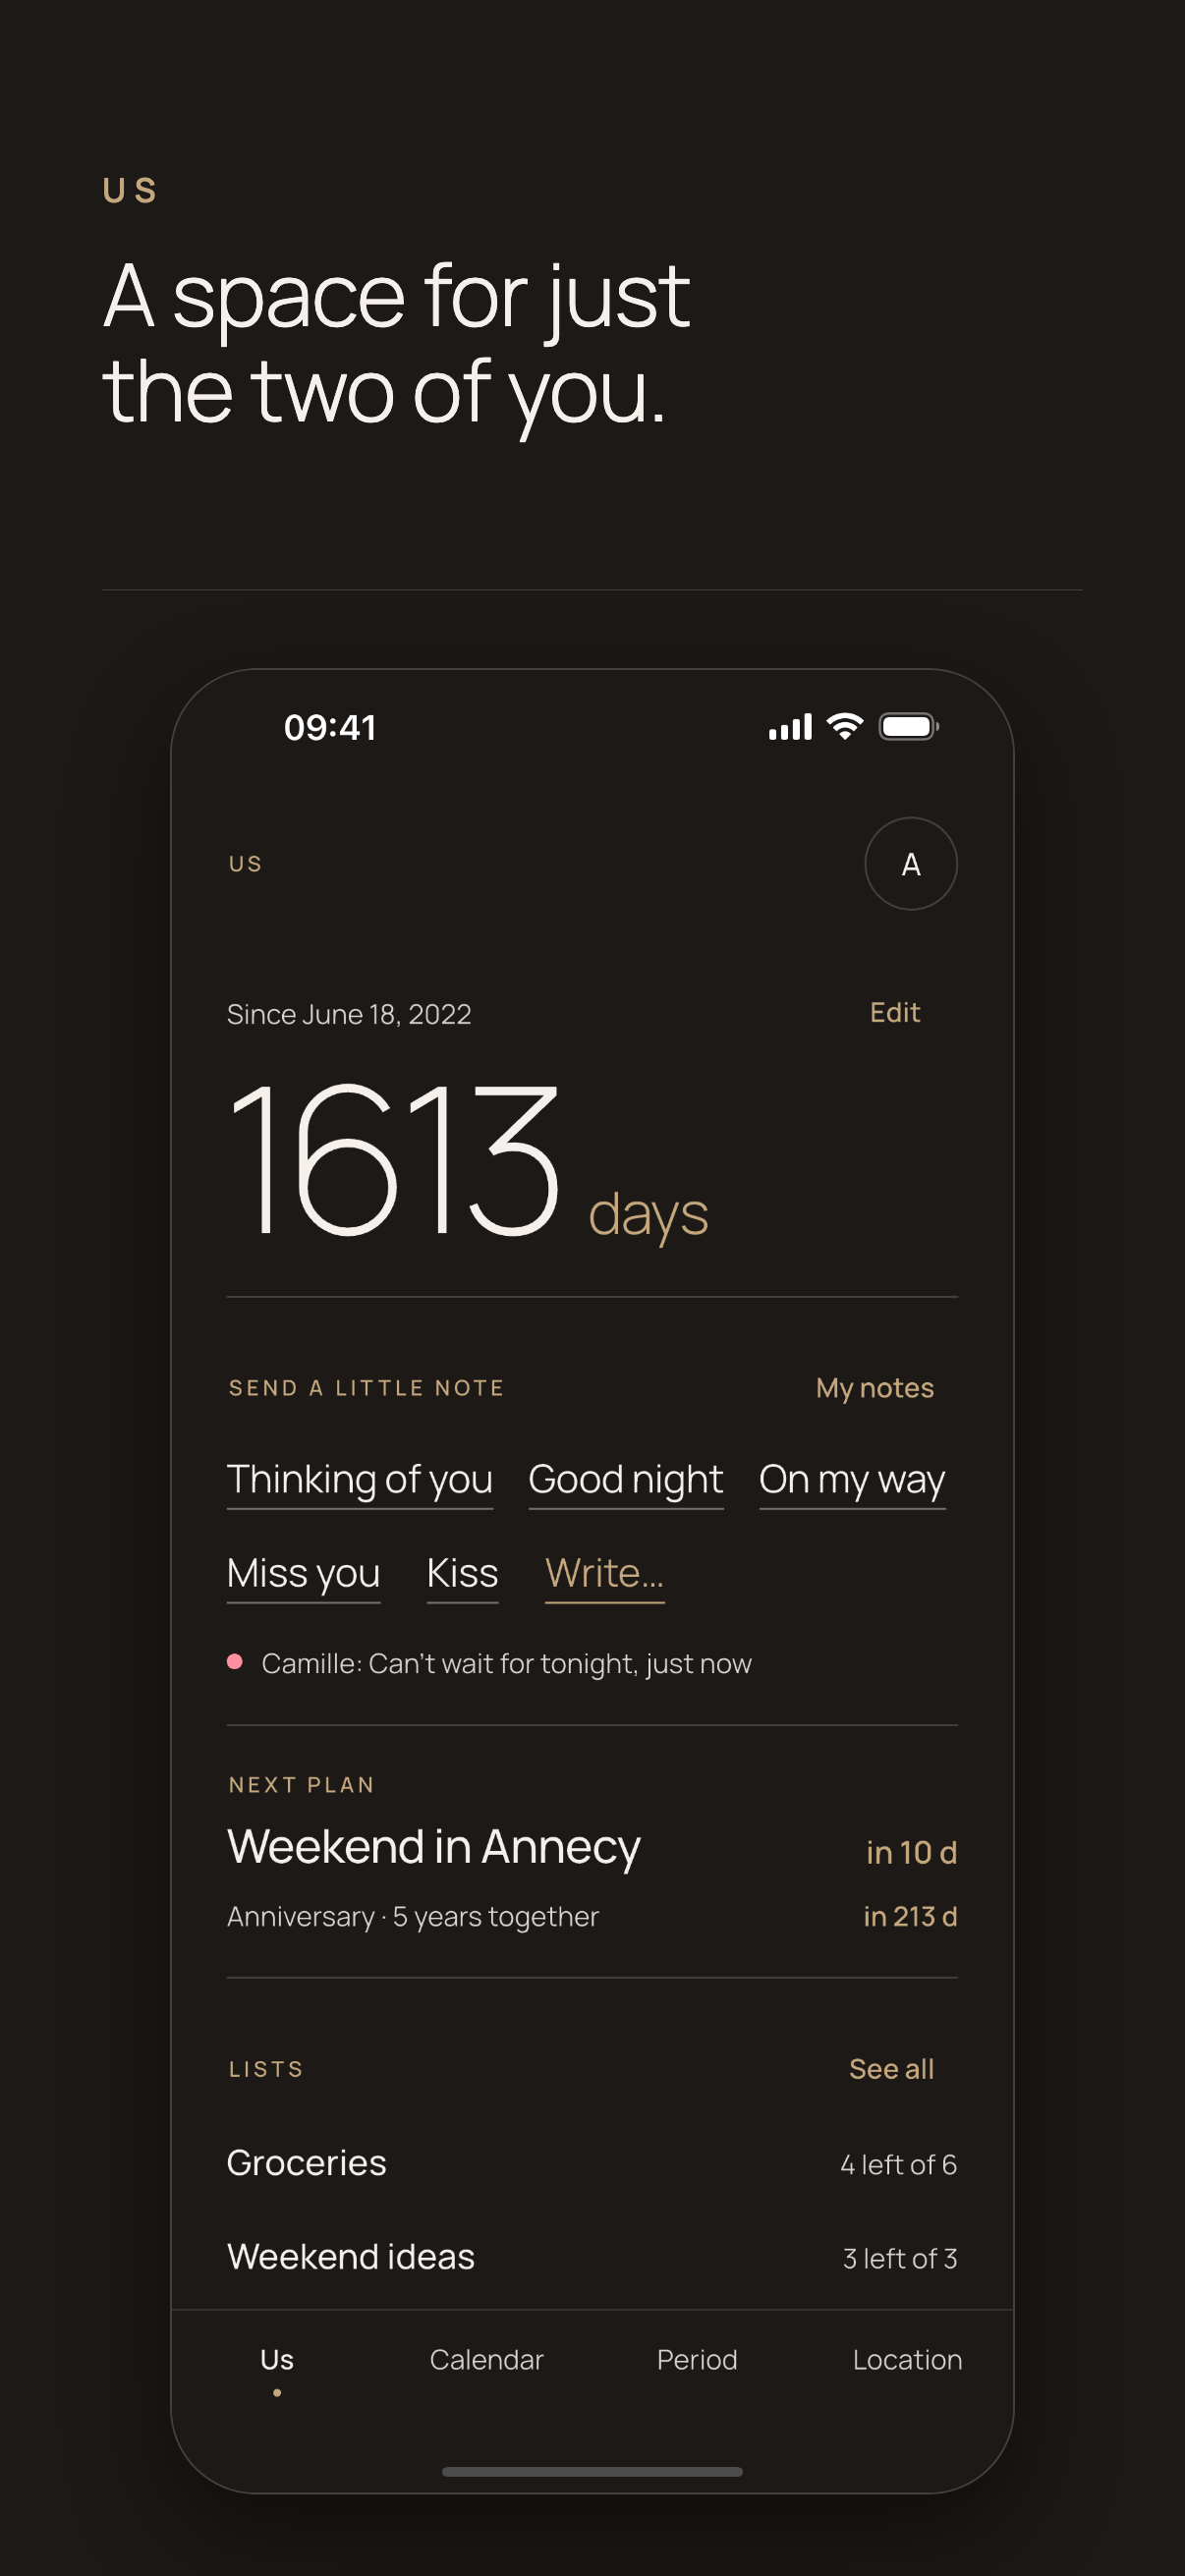 US
A space for just
the two of you.
09:41
US
A
Since June 18, 2022
Edit
1613 days
SEND A LITTLE NOTE
My notes
Thinking of you Good night On my way
Miss you Kiss Write...
Camille: Can't wait for tonight, just now
NEXT PLAN
Weekend in Annecy in 10 d
Anniversary · 5 years together in 213 d
LISTS See all
Groceries 4 left of 6
Weekend ideas 3 left of 3
Us Calendar Period Location